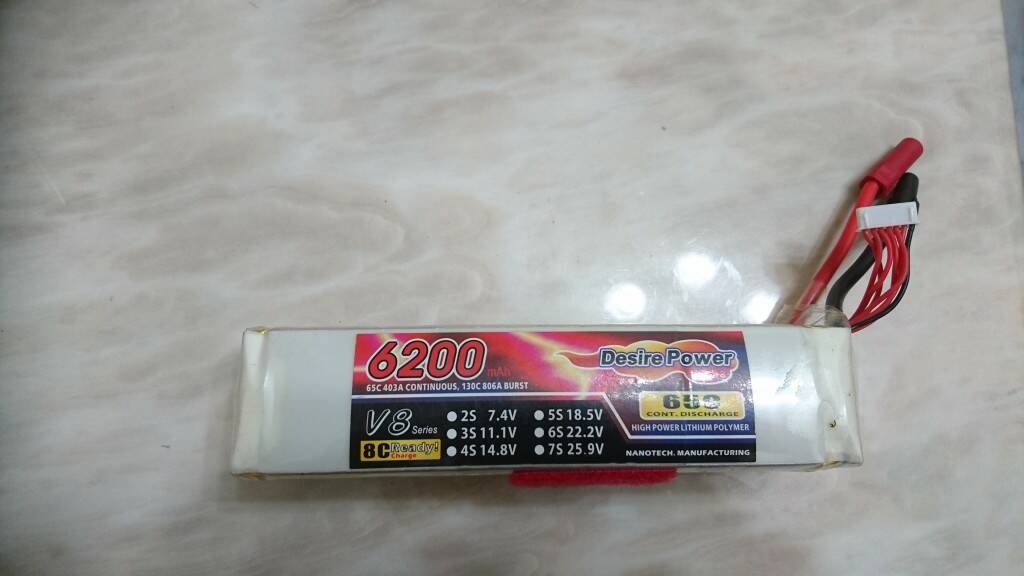 6200 mAh
65C 403A CONTINUOUS, 130C 806A BURST
Desire Power
65C
CONT. DISCHARGE
HIGH POWER LITHIUM POLYMER
NANOTECH. MANUFACTURING
V8 Series
8C Ready!
Charge
2S 7.4V
3S 11.1V
4S 14.8V
5S 18.5V
6S 22.2V
7S 25.9V